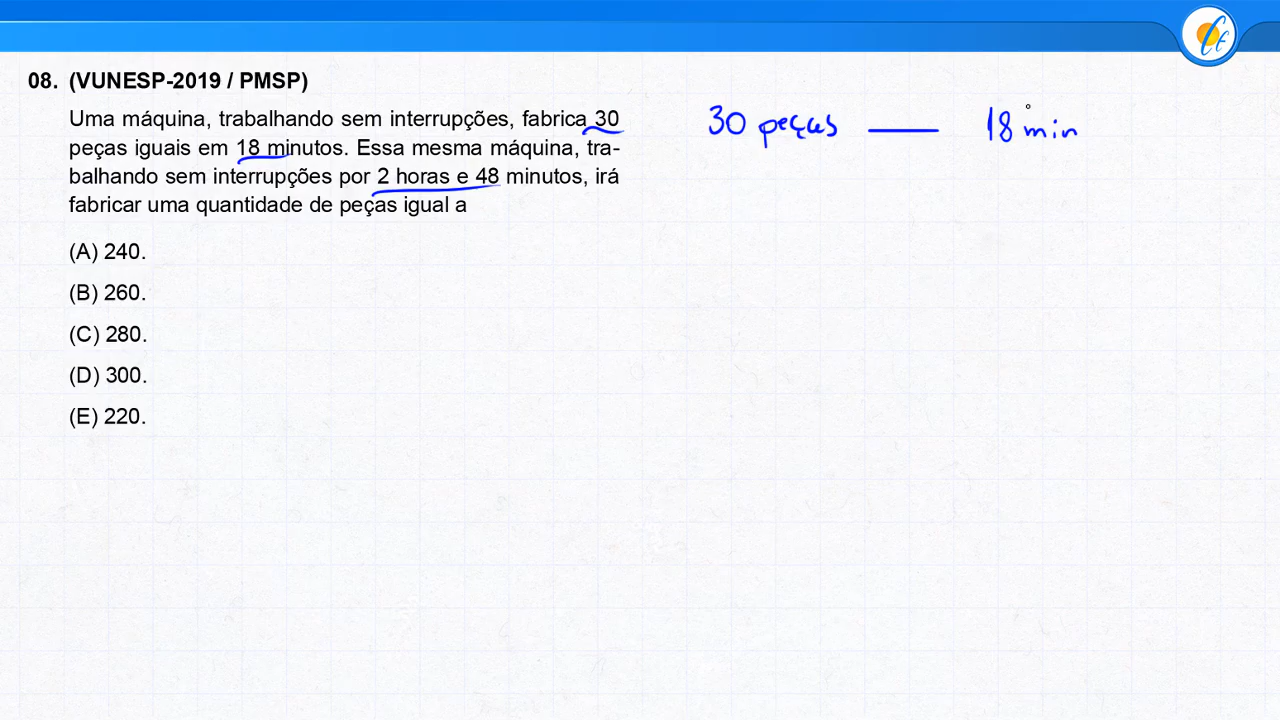 08. (VUNESP-2019 / PMSP)
Uma máquina, trabalhando sem interrupções, fabrica 30
peças iguais em 18 minutos. Essa mesma máquina, tra-
balhando sem interrupções por 2 horas e 48 minutos, irá
fabricar uma quantidade de peças igual a
(A) 240.
(B) 260.
(C) 280.
(D) 300.
(E) 220.
30 peças —— 18 min
CE